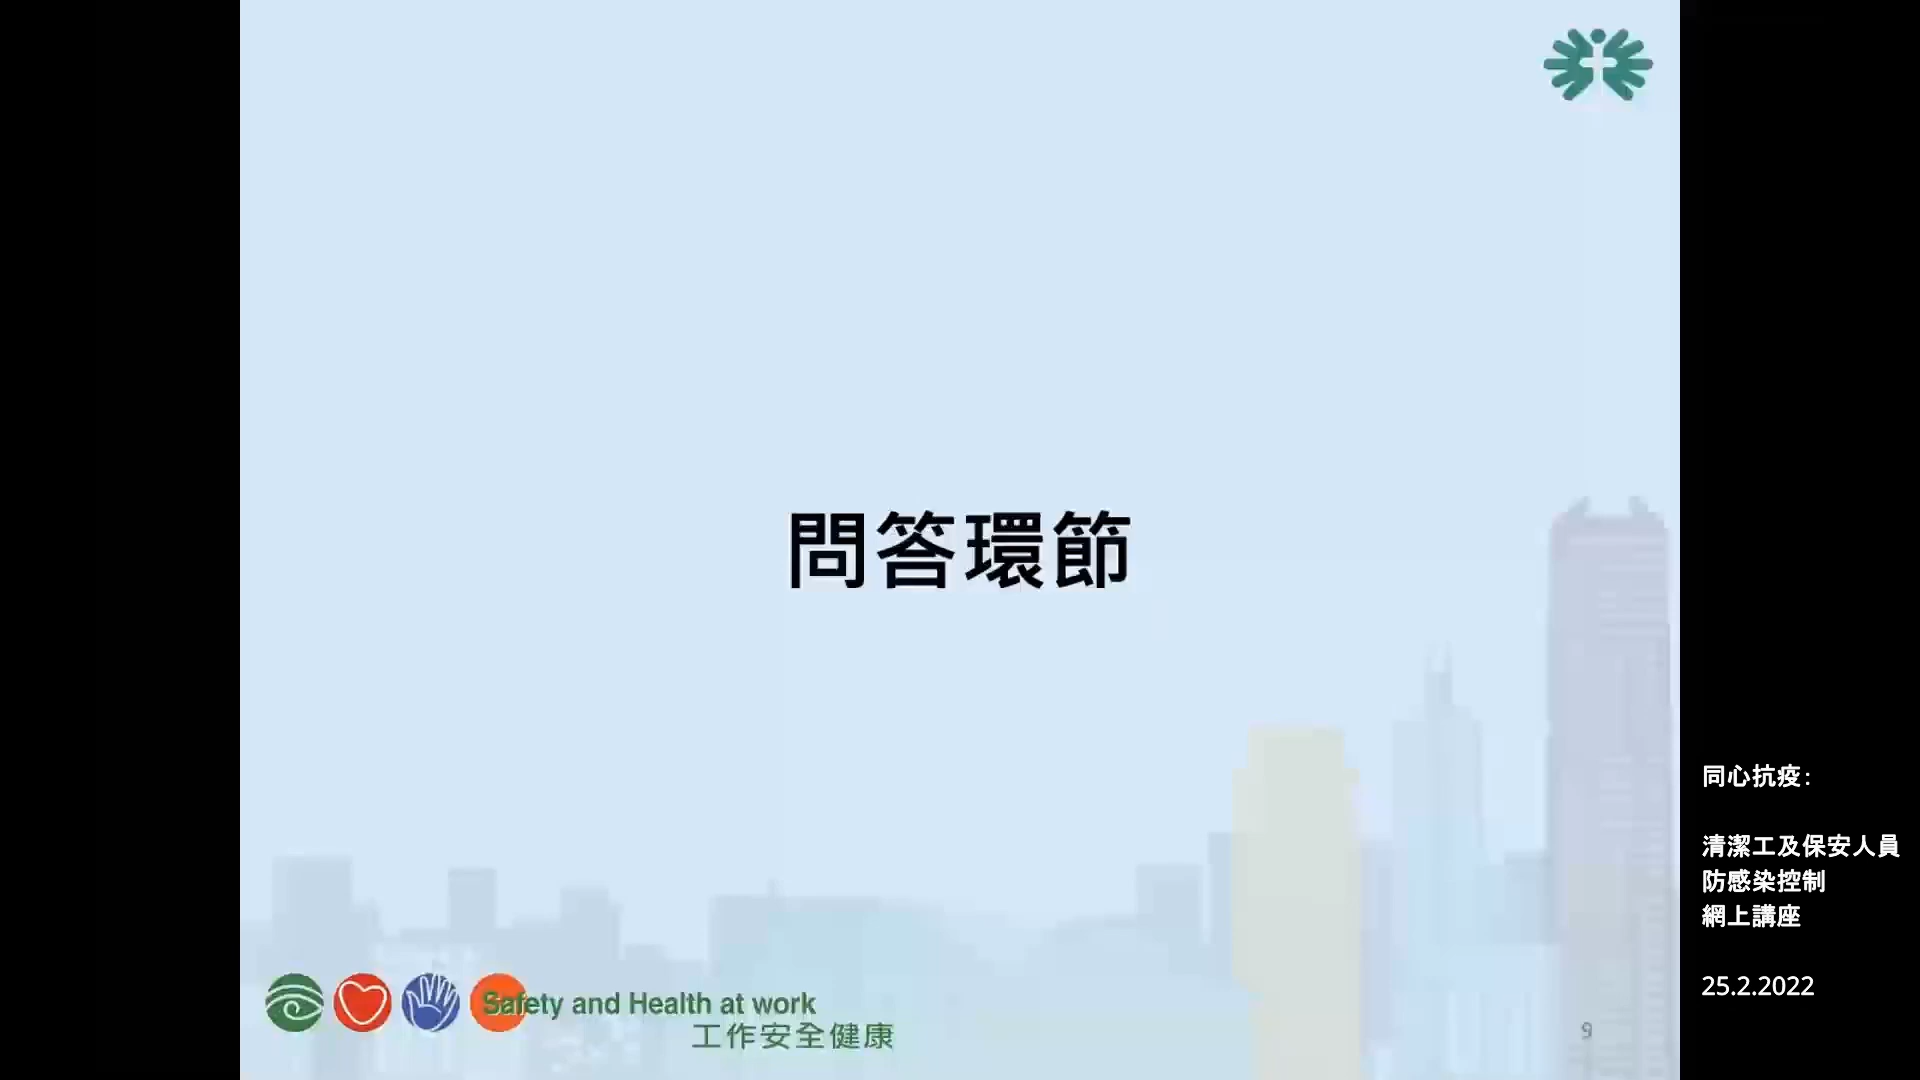 問答環節
Safety and Health at work
工作安全健康
9
同心抗疫:
清潔工及保安人員
防感染控制
網上講座
25.2.2022